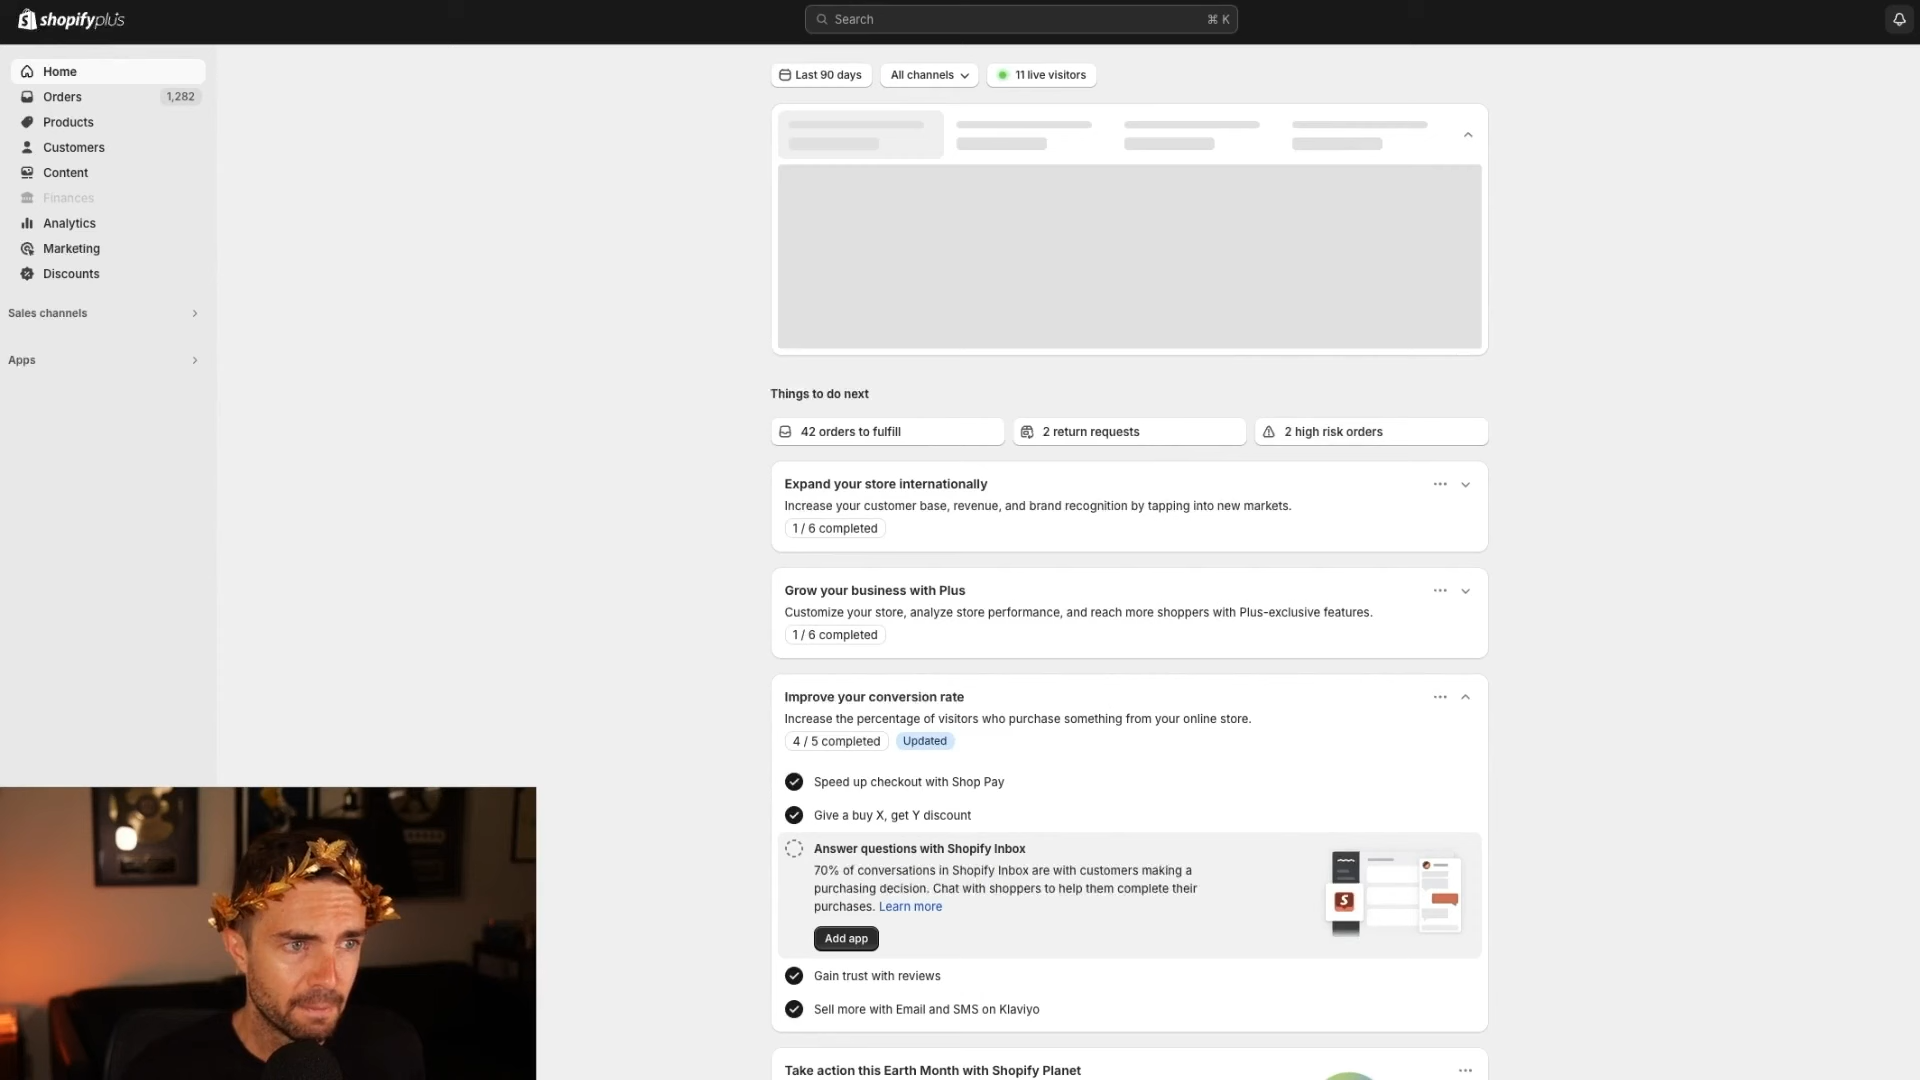 shopifyplus
Search
⌘ K
Home
Orders
1,282
Products
Customers
Content
Finances
Analytics
Marketing
Discounts
Sales channels
Apps
Last 90 days
All channels
11 live visitors
Things to do next
42 orders to fulfill
2 return requests
2 high risk orders
Expand your store internationally
Increase your customer base, revenue, and brand recognition by tapping into new markets.
1 / 6 completed
Grow your business with Plus
Customize your store, analyze store performance, and reach more shoppers with Plus-exclusive features.
1 / 6 completed
Improve your conversion rate
Increase the percentage of visitors who purchase something from your online store.
4 / 5 completed
Updated
Speed up checkout with Shop Pay
Give a buy X, get Y discount
Answer questions with Shopify Inbox
70% of conversations in Shopify Inbox are with customers making a
purchasing decision. Chat with shoppers to help them complete their
purchases. Learn more
Add app
Gain trust with reviews
Sell more with Email and SMS on Klaviyo
Take action this Earth Month with Shopify Planet